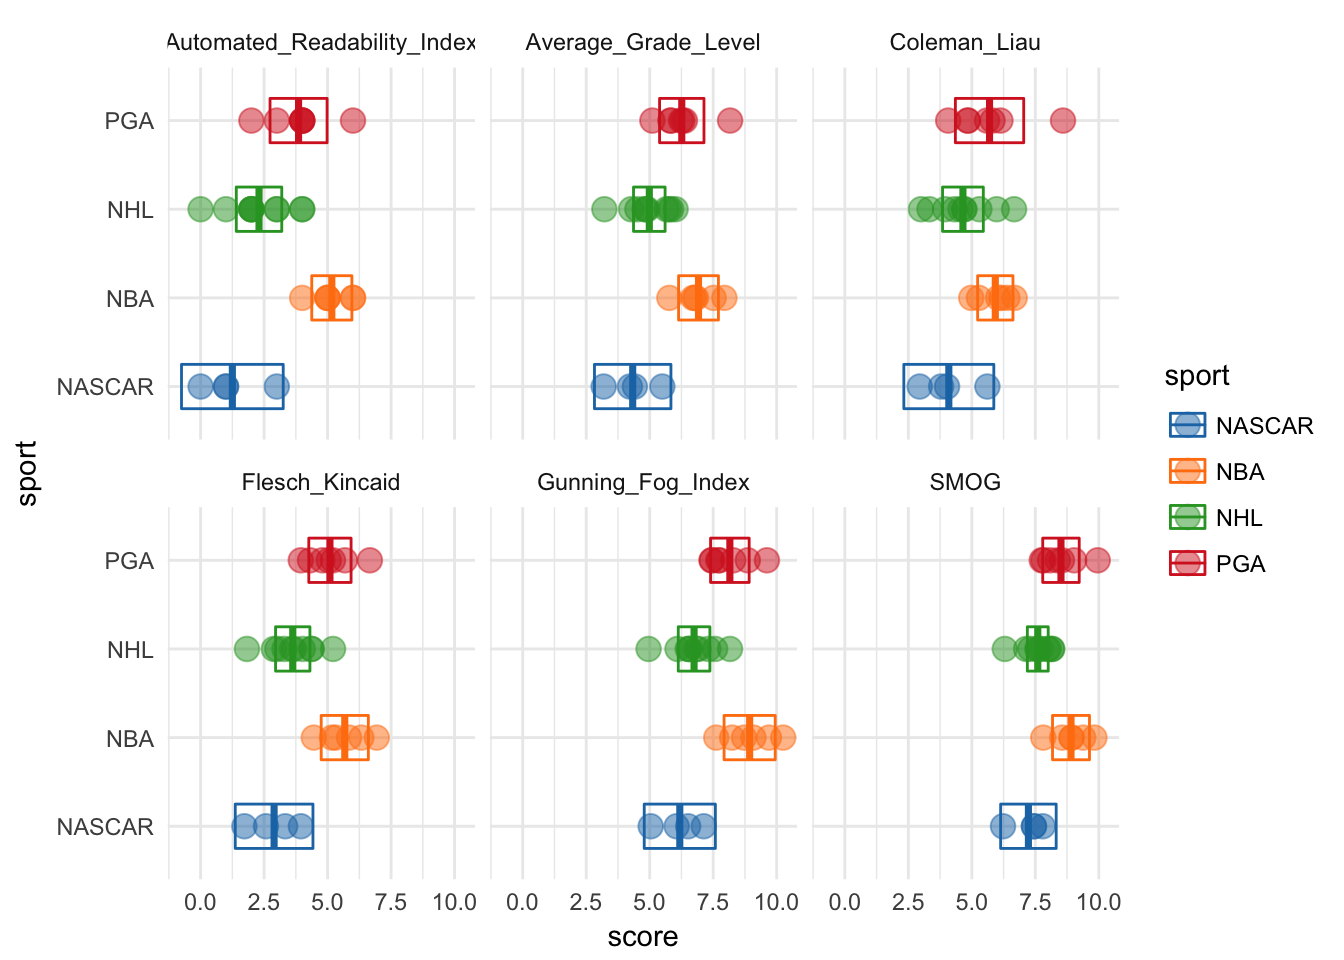 Automated_Readability_Index
Average_Grade_Level
Coleman_Liau
PGA
NHL
NBA
NASCAR
Flesch_Kincaid
Gunning_Fog_Index
SMOG
PGA
NHL
NBA
NASCAR
0.0 2.5 5.0 7.5 10.0
0.0 2.5 5.0 7.5 10.0
0.0 2.5 5.0 7.5 10.0
score
sport
sport
NASCAR
NBA
NHL
PGA